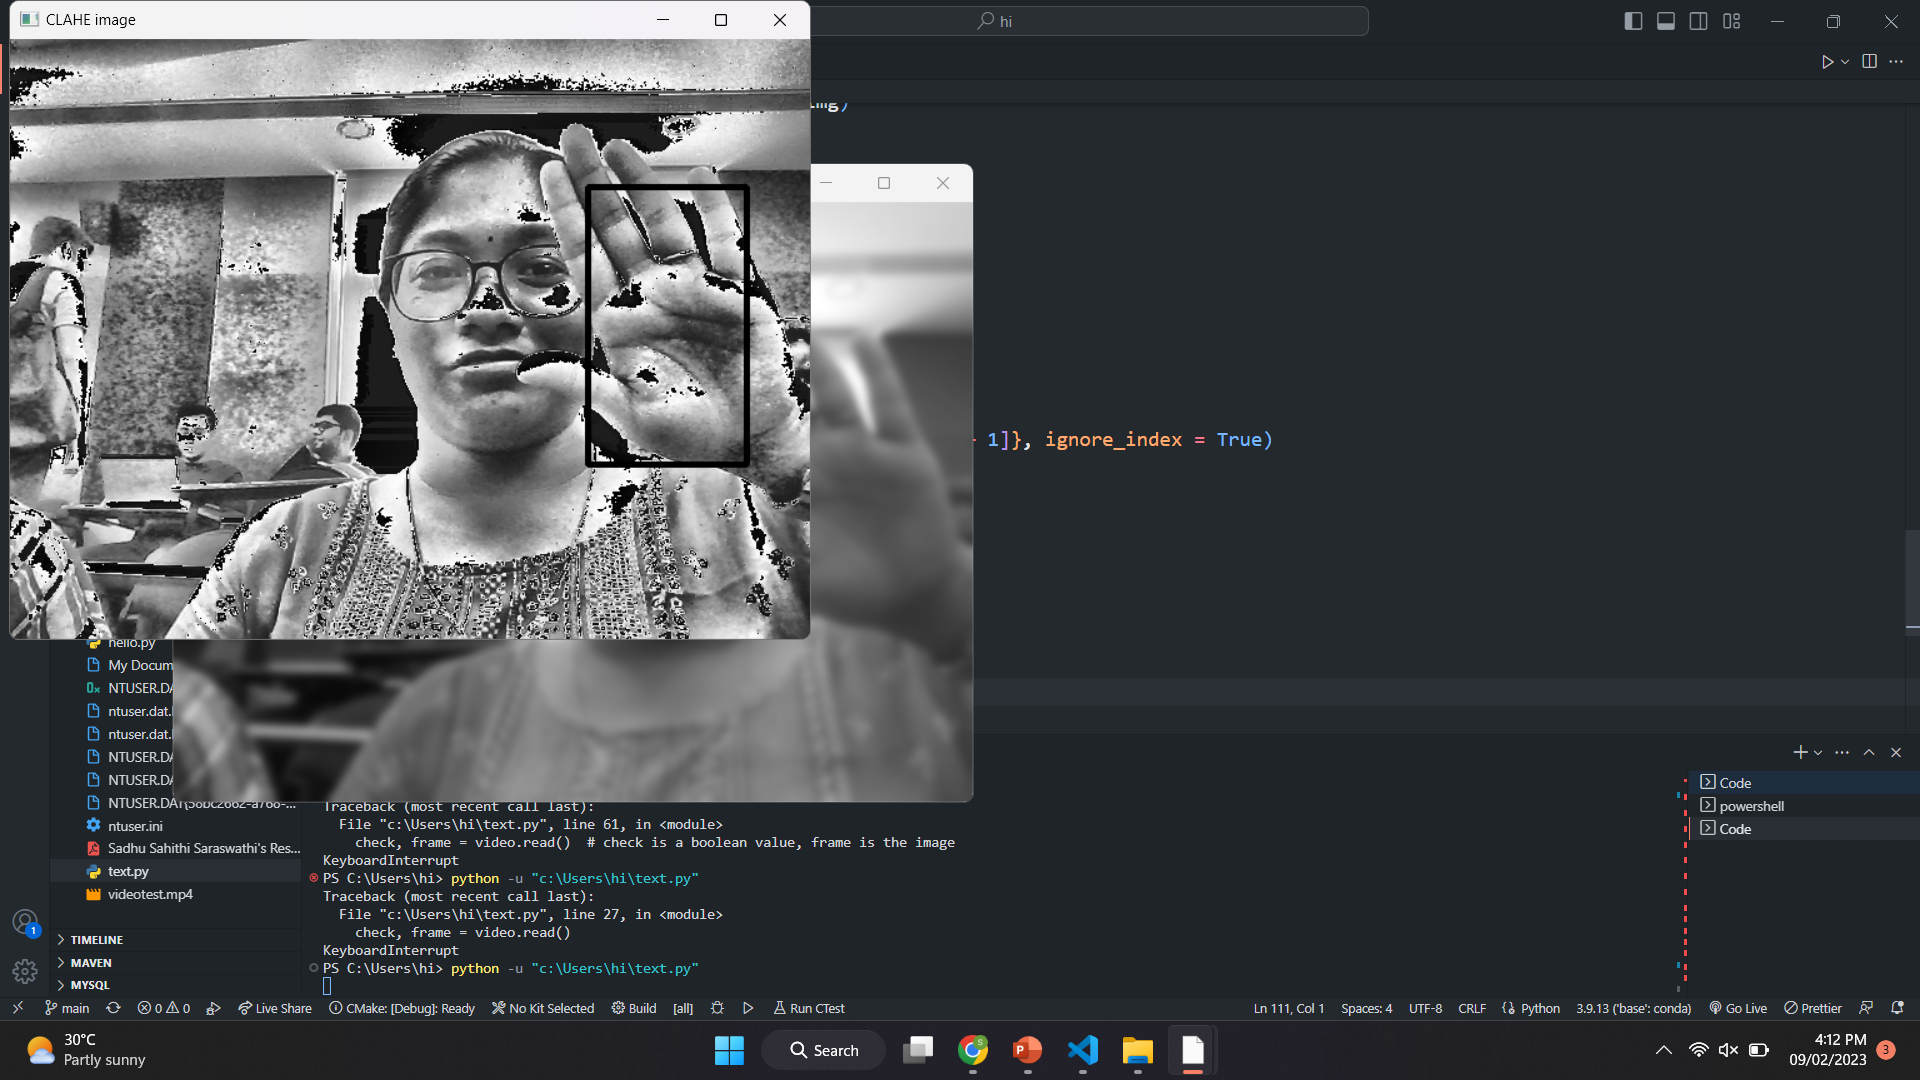 CLAHE image
hi
img)
1]}, ignore_index = True)
hello.py
My Docum
NTUSER.DA
ntuser.dat.
ntuser.dat.
NTUSER.DA
NTUSER.DA
NTUSER.DAT{58bc2662-a768-...
ntuser.ini
Sadhu Sahithi Saraswathi's Res...
text.py
videotest.mp4
TIMELINE
MAVEN
MYSQL
Traceback (most recent call last):
File "c:\Users\hi\text.py", line 61, in <module>
check, frame = video.read()  # check is a boolean value, frame is the image
KeyboardInterrupt
PS C:\Users\hi> python -u "c:\Users\hi\text.py"
Traceback (most recent call last):
File "c:\Users\hi\text.py", line 27, in <module>
check, frame = video.read()
KeyboardInterrupt
PS C:\Users\hi> python -u "c:\Users\hi\text.py"
Code
powershell
Code
1
main 0 0 Live Share CMake: [Debug]: Ready No Kit Selected Build [all] Run CTest Ln 111, Col 1 Spaces: 4 UTF-8 CRLF Python 3.9.13 ('base': conda) Go Live Prettier
30°C
Partly sunny
Search
4:12 PM
09/02/2023
3